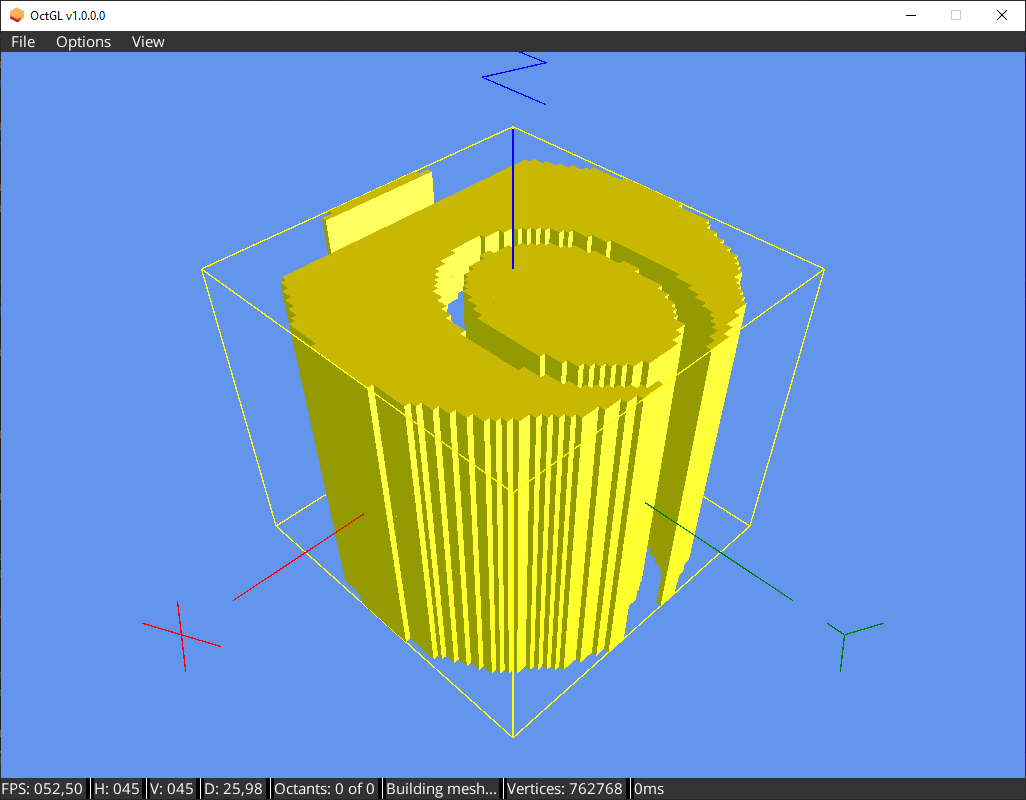 OctGL v1.0.0.0
File Options View
Z
X
Y
FPS: 052,50 H: 045 V: 045 D: 25,98 Octants: 0 of 0 Building mesh... Vertices: 762768 0ms